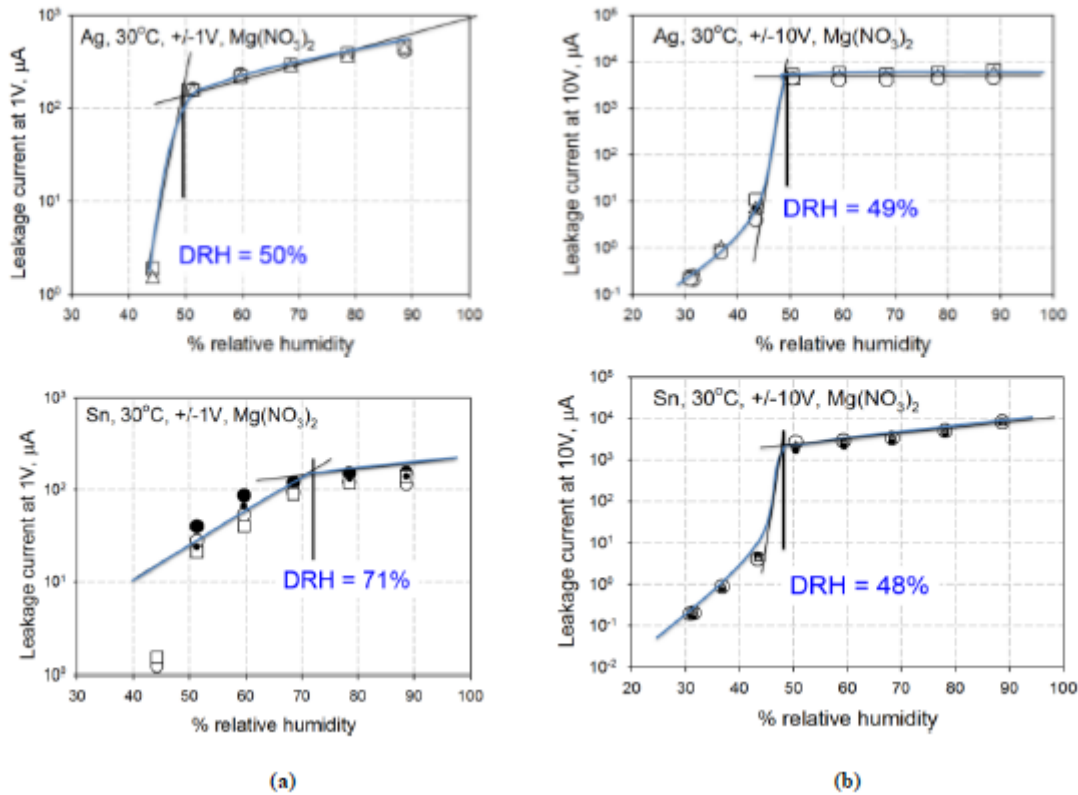 Ag, 30°C, +/-1V, Mg(NO₃)₂
Leakage current at 1V, µA
10³
10²
10¹
10⁰
DRH = 50%
30 40 50 60 70 80 90 100
% relative humidity
Ag, 30°C, +/-10V, Mg(NO₃)₂
Leakage current at 10V, µA
10⁵
10⁴
10³
10²
10¹
10⁰
10⁻¹
DRH = 49%
20 30 40 50 60 70 80 90 100
% relative humidity
Sn, 30°C, +/-1V, Mg(NO₃)₂
Leakage current at 1V, µA
10³
10²
10¹
10⁰
DRH = 71%
30 40 50 60 70 80 90 100
% relative humidity
Sn, 30°C, +/-10V, Mg(NO₃)₂
Leakage current at 10V, µA
10⁵
10⁴
10³
10²
10¹
10⁰
10⁻¹
10⁻²
DRH = 48%
20 30 40 50 60 70 80 90 100
% relative humidity
(a)
(b)